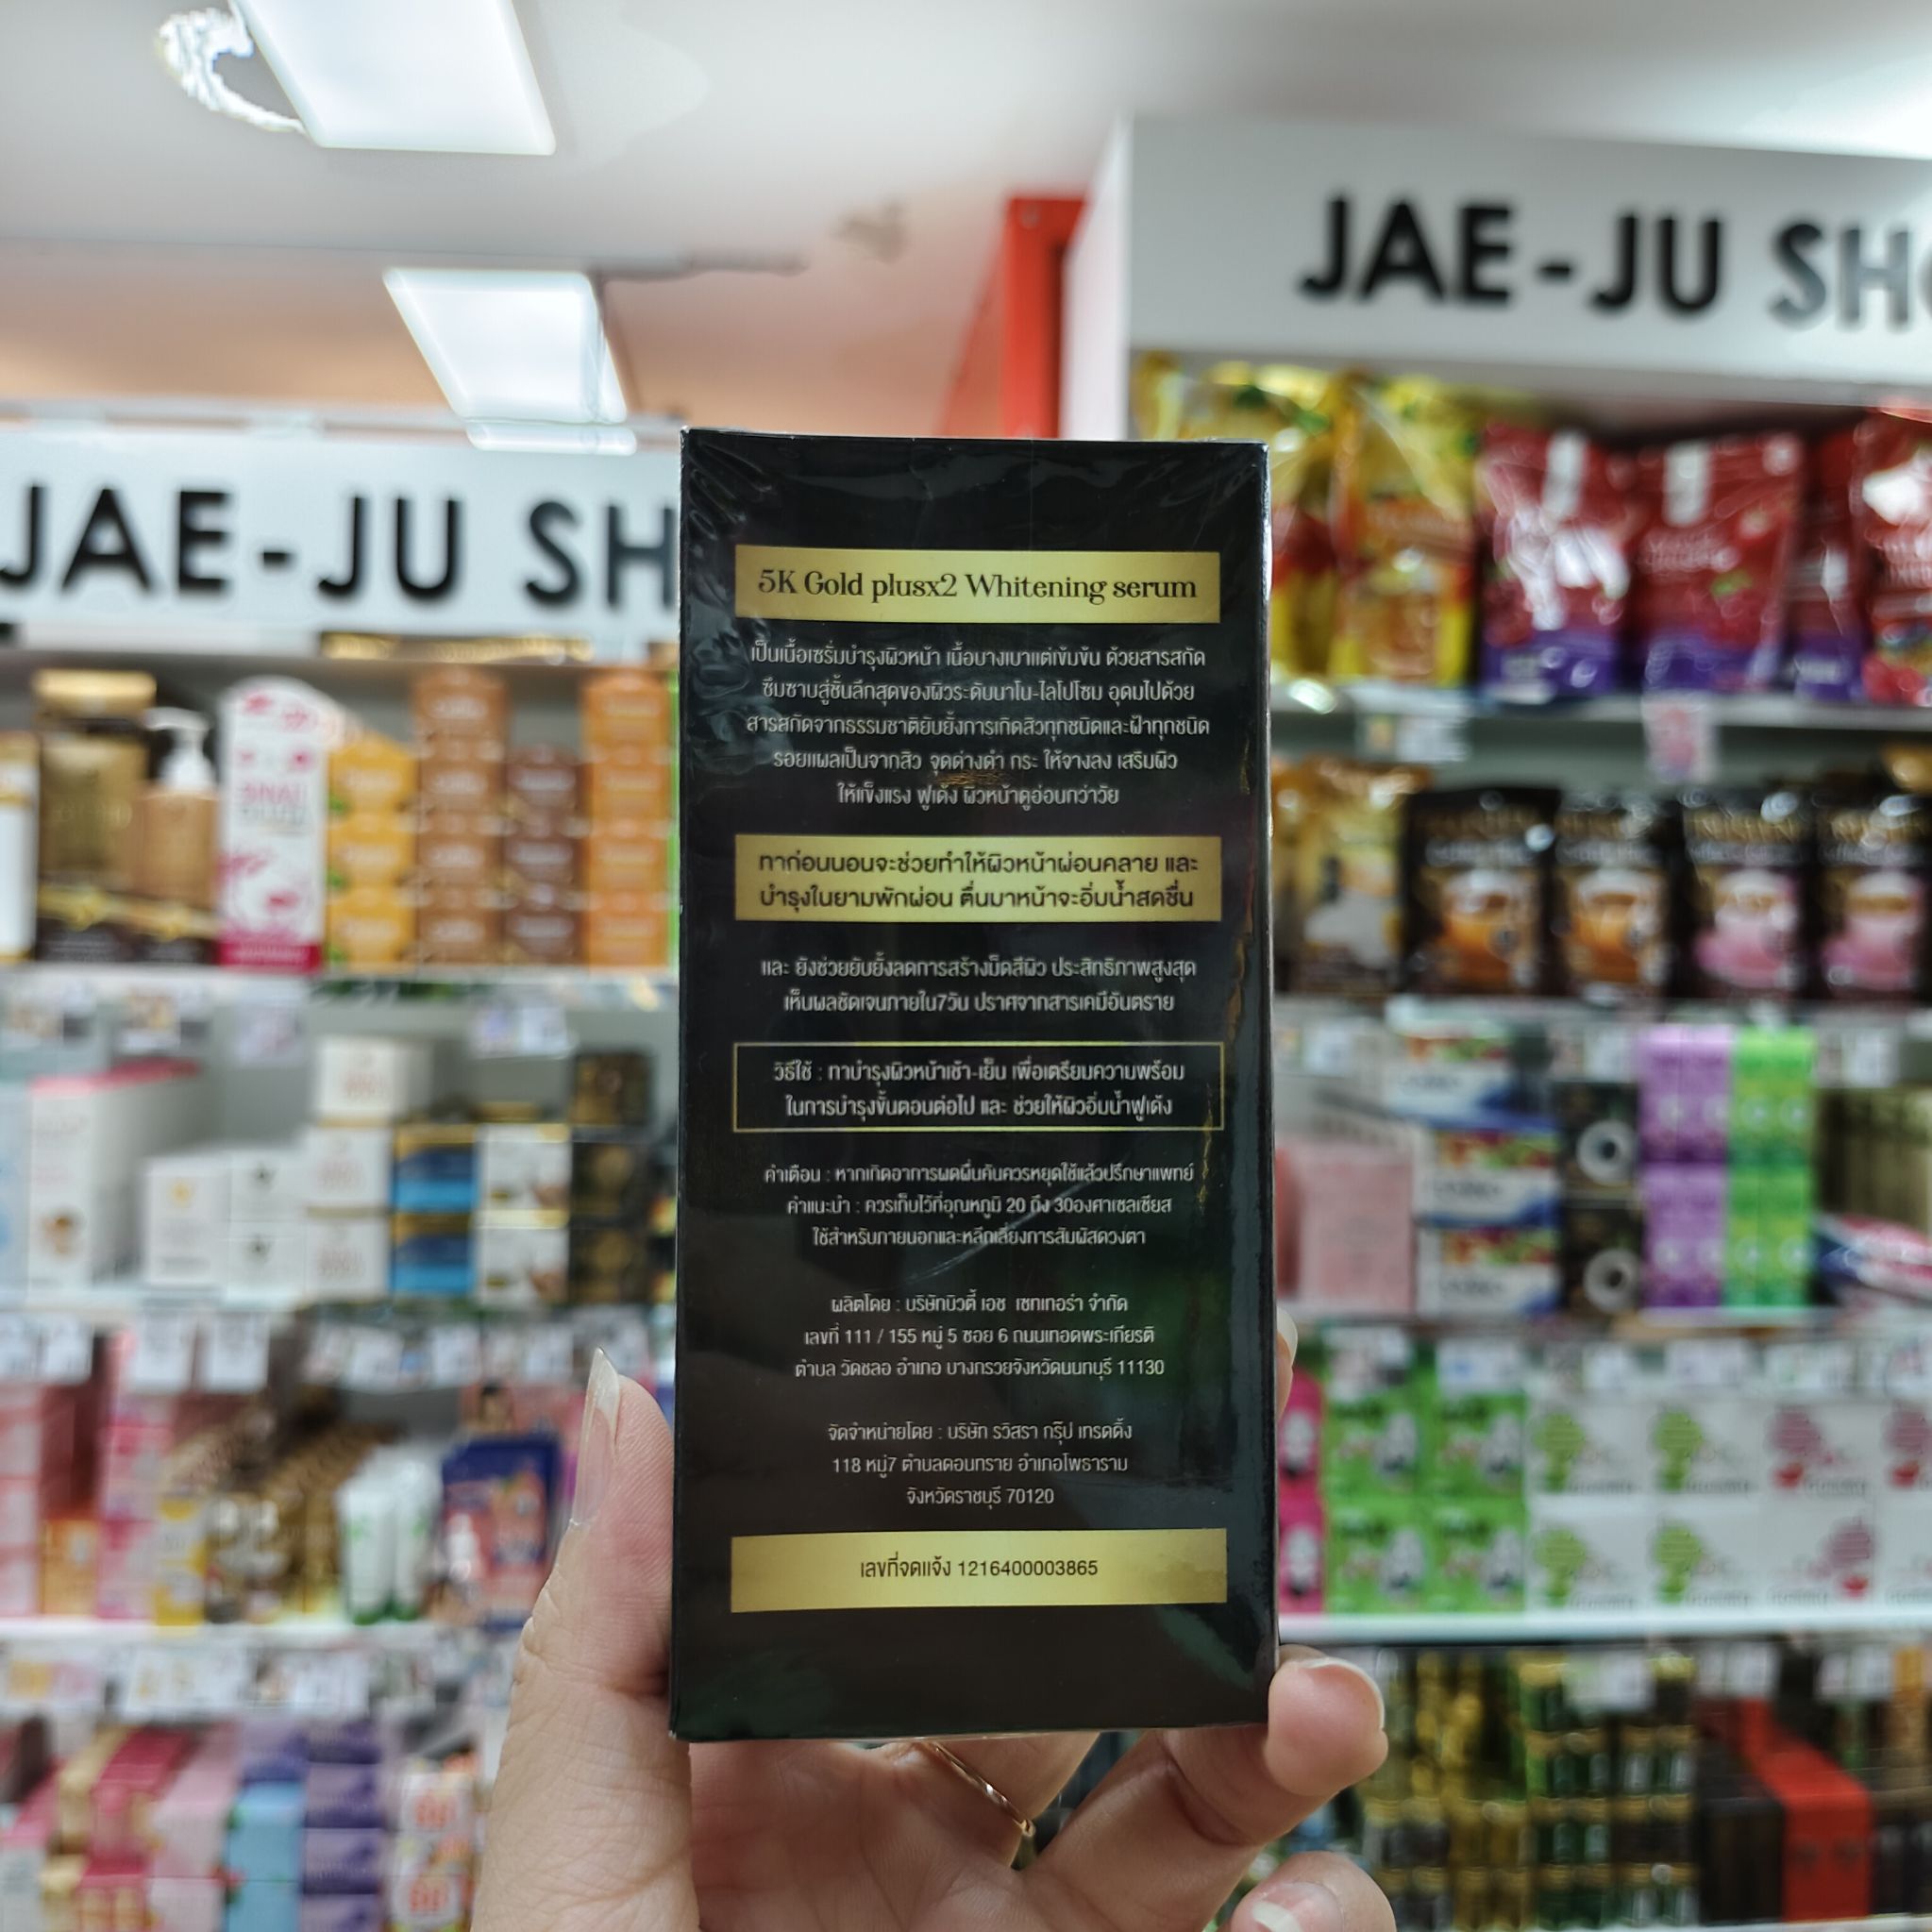 JAE-JU SH
JAE-JU SH
5K Gold plusx2 Whitening serum
เป็นเนื้อเซรั่มบำรุงผิวหน้า เนื้อบางเบาแต่เข้มข้น ด้วยสารสกัด
ซึมซาบสู่ชั้นลึกสุดของผิวระดับนาโน-ไลโปโซม อุดมไปด้วย
สารสกัดจากธรรมชาติยับยั้งการเกิดสิวทุกชนิดและฝ้าทุกชนิด
รอยแผลเป็นจากสิว จุดด่างดำ กระ ให้จางลง เสริมผิว
ให้แข็งแรง ฟูเด้ง ผิวหน้าดูอ่อนกว่าวัย
ทาก่อนนอนจะช่วยทำให้ผิวหน้าผ่อนคลาย และ
บำรุงในยามพักผ่อน ตื่นมาหน้าจะอิ่มน้ำสดชื่น
และ ยังช่วยยับยั้งลดการสร้างเม็ดสีผิว ประสิทธิภาพสูงสุด
เห็นผลชัดเจนภายใน7วัน ปราศจากสารเคมีอันตราย
วิธีใช้ : ทาบำรุงผิวหน้าเช้า-เย็น เพื่อเตรียมความพร้อม
ในการบำรุงขั้นตอนต่อไป และ ช่วยให้ผิวอิ่มน้ำฟูเด้ง
คำเตือน : หากเกิดอาการผดผื่นคันควรหยุดใช้แล้วปรึกษาแพทย์
คำแนะนำ : ควรเก็บไว้ที่อุณหภูมิ 20 ถึง 30องศาเซลเซียส
ใช้สำหรับภายนอกและหลีกเลี่ยงการสัมผัสดวงตา
ผลิตโดย : บริษัทบิวตี้ เอช เซทเทอร่า จำกัด
เลขที่ 111 / 155 หมู่ 5 ซอย 6 ถนนเทอดพระเกียรติ
ตำบล วัดชลอ อำเภอ บางกรวยจังหวัดนนทบุรี 11130
จัดจำหน่ายโดย : บริษัท รวิสรา กรุ๊ป เทรดดิ้ง
118 หมู่7 ตำบลดอนทราย อำเภอโพธาราม
จังหวัดราชบุรี 70120
เลขที่จดแจ้ง 1216400003865